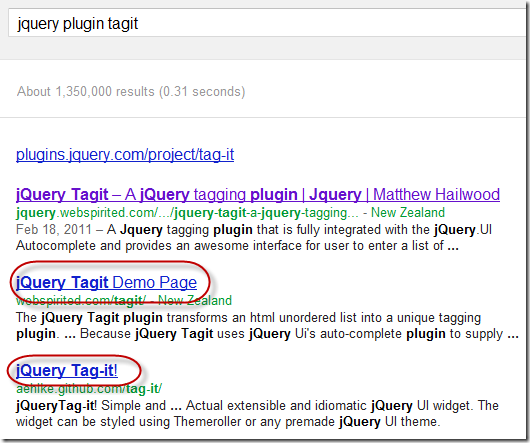 jquery plugin tagit
About 1,350,000 results (0.31 seconds)
plugins.jquery.com/project/tag-it
jQuery Tagit – A jQuery tagging plugin | Jquery | Matthew Hailwood
jquery.webspirited.com/.../jquery-tagit-a-jquery-tagging... - New Zealand
Feb 18, 2011 – A Jquery tagging plugin that is fully integrated with the jQuery.UI
Autocomplete and provides an awesome interface for user to enter a list of ...
jQuery Tagit Demo Page
webspirited.com/tagit/ - New Zealand
The jQuery Tagit plugin transforms an html unordered list into a unique tagging
plugin. ... Because jQuery Tagit uses jQuery Ui's auto-complete plugin to supply ...
jQuery Tag-it!
aehlke.github.com/tag-it/
jQueryTag-it! Simple and ... Actual extensible and idiomatic jQuery UI widget. The
widget can be styled using Themeroller or any premade jQuery UI theme.